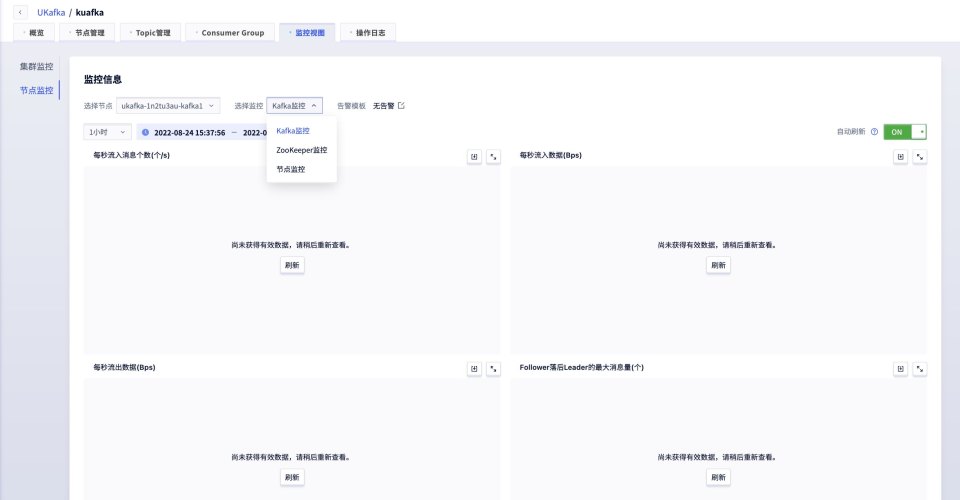 UKafka / kuafka
概览 节点管理 Topic管理 Consumer Group 监控视图 操作日志
集群监控
节点监控
监控信息
选择节点 ukafka-1n2tu3au-kafka1 选择监控 Kafka监控 告警模板 无告警
1小时 2022-08-24 15:37:56 — 2022-0 自动刷新 ON
Kafka监控
ZooKeeper监控
节点监控
每秒流入消息个数(个/s) 每秒流入数据(Bps)
尚未获得有效数据，请稍后重新查看。 尚未获得有效数据，请稍后重新查看。
刷新 刷新
每秒流出数据(Bps) Follower落后Leader的最大消息量(个)
尚未获得有效数据，请稍后重新查看。 尚未获得有效数据，请稍后重新查看。
刷新 刷新